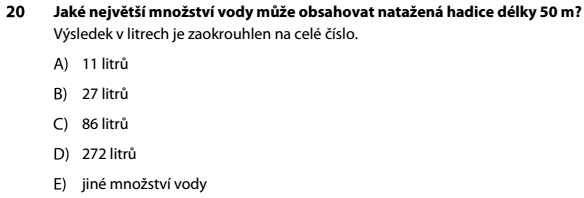 20 Jaké největší množství vody může obsahovat natažená hadice délky 50 m?
Výsledek v litrech je zaokrouhlen na celé číslo.
A) 11 litrů
B) 27 litrů
C) 86 litrů
D) 272 litrů
E) jiné množství vody